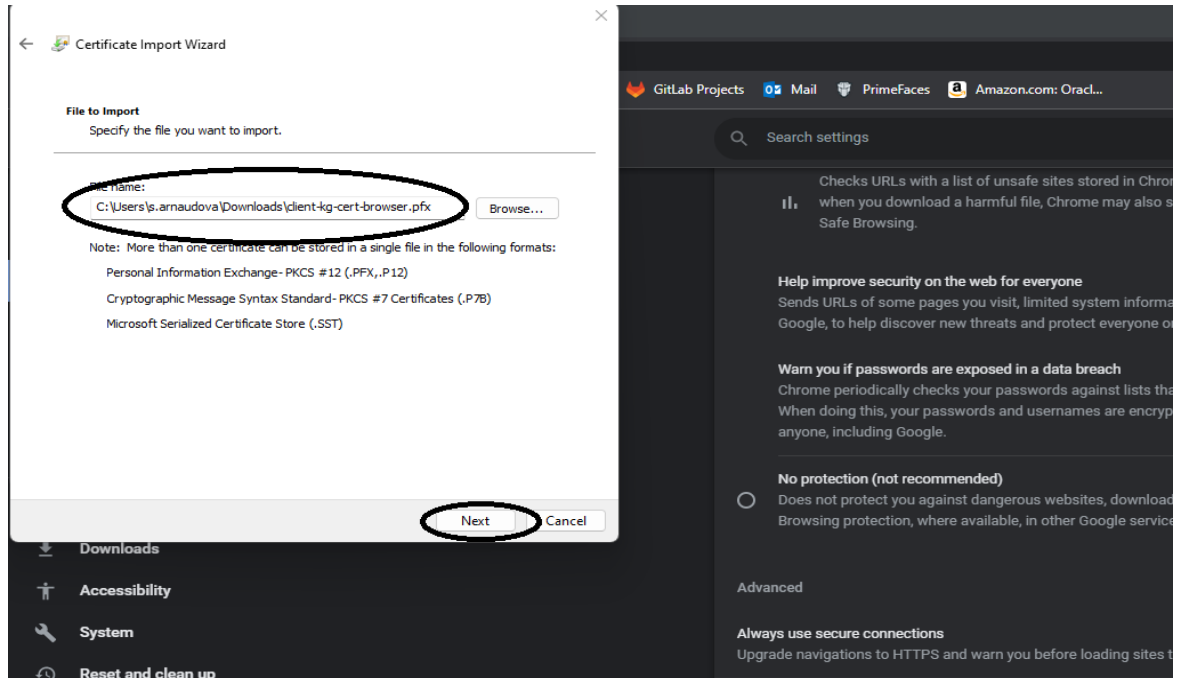 Certificate Import Wizard
File to Import
Specify the file you want to import.
File name:
C:\Users\s.arnaudova\Downloads\client-kg-cert-browser.pfx
Browse...
Note: More than one certificate can be stored in a single file in the following formats:
Personal Information Exchange- PKCS #12 (.PFX,.P12)
Cryptographic Message Syntax Standard- PKCS #7 Certificates (.P7B)
Microsoft Serialized Certificate Store (.SST)
Next
Cancel
GitLab Projects
Mail
PrimeFaces
Amazon.com: Oracl...
Search settings
Checks URLs with a list of unsafe sites stored in Chro
when you download a harmful file, Chrome may also s
Safe Browsing.
Help improve security on the web for everyone
Sends URLs of some pages you visit, limited system informa
Google, to help discover new threats and protect everyone o
Warn you if passwords are exposed in a data breach
Chrome periodically checks your passwords against lists tha
When doing this, your passwords and usernames are encryp
anyone, including Google.
No protection (not recommended)
Does not protect you against dangerous websites, download
Browsing protection, where available, in other Google service
Advanced
Always use secure connections
Upgrade navigations to HTTPS and warn you before loading sites t
Downloads
Accessibility
System
Reset and clean up